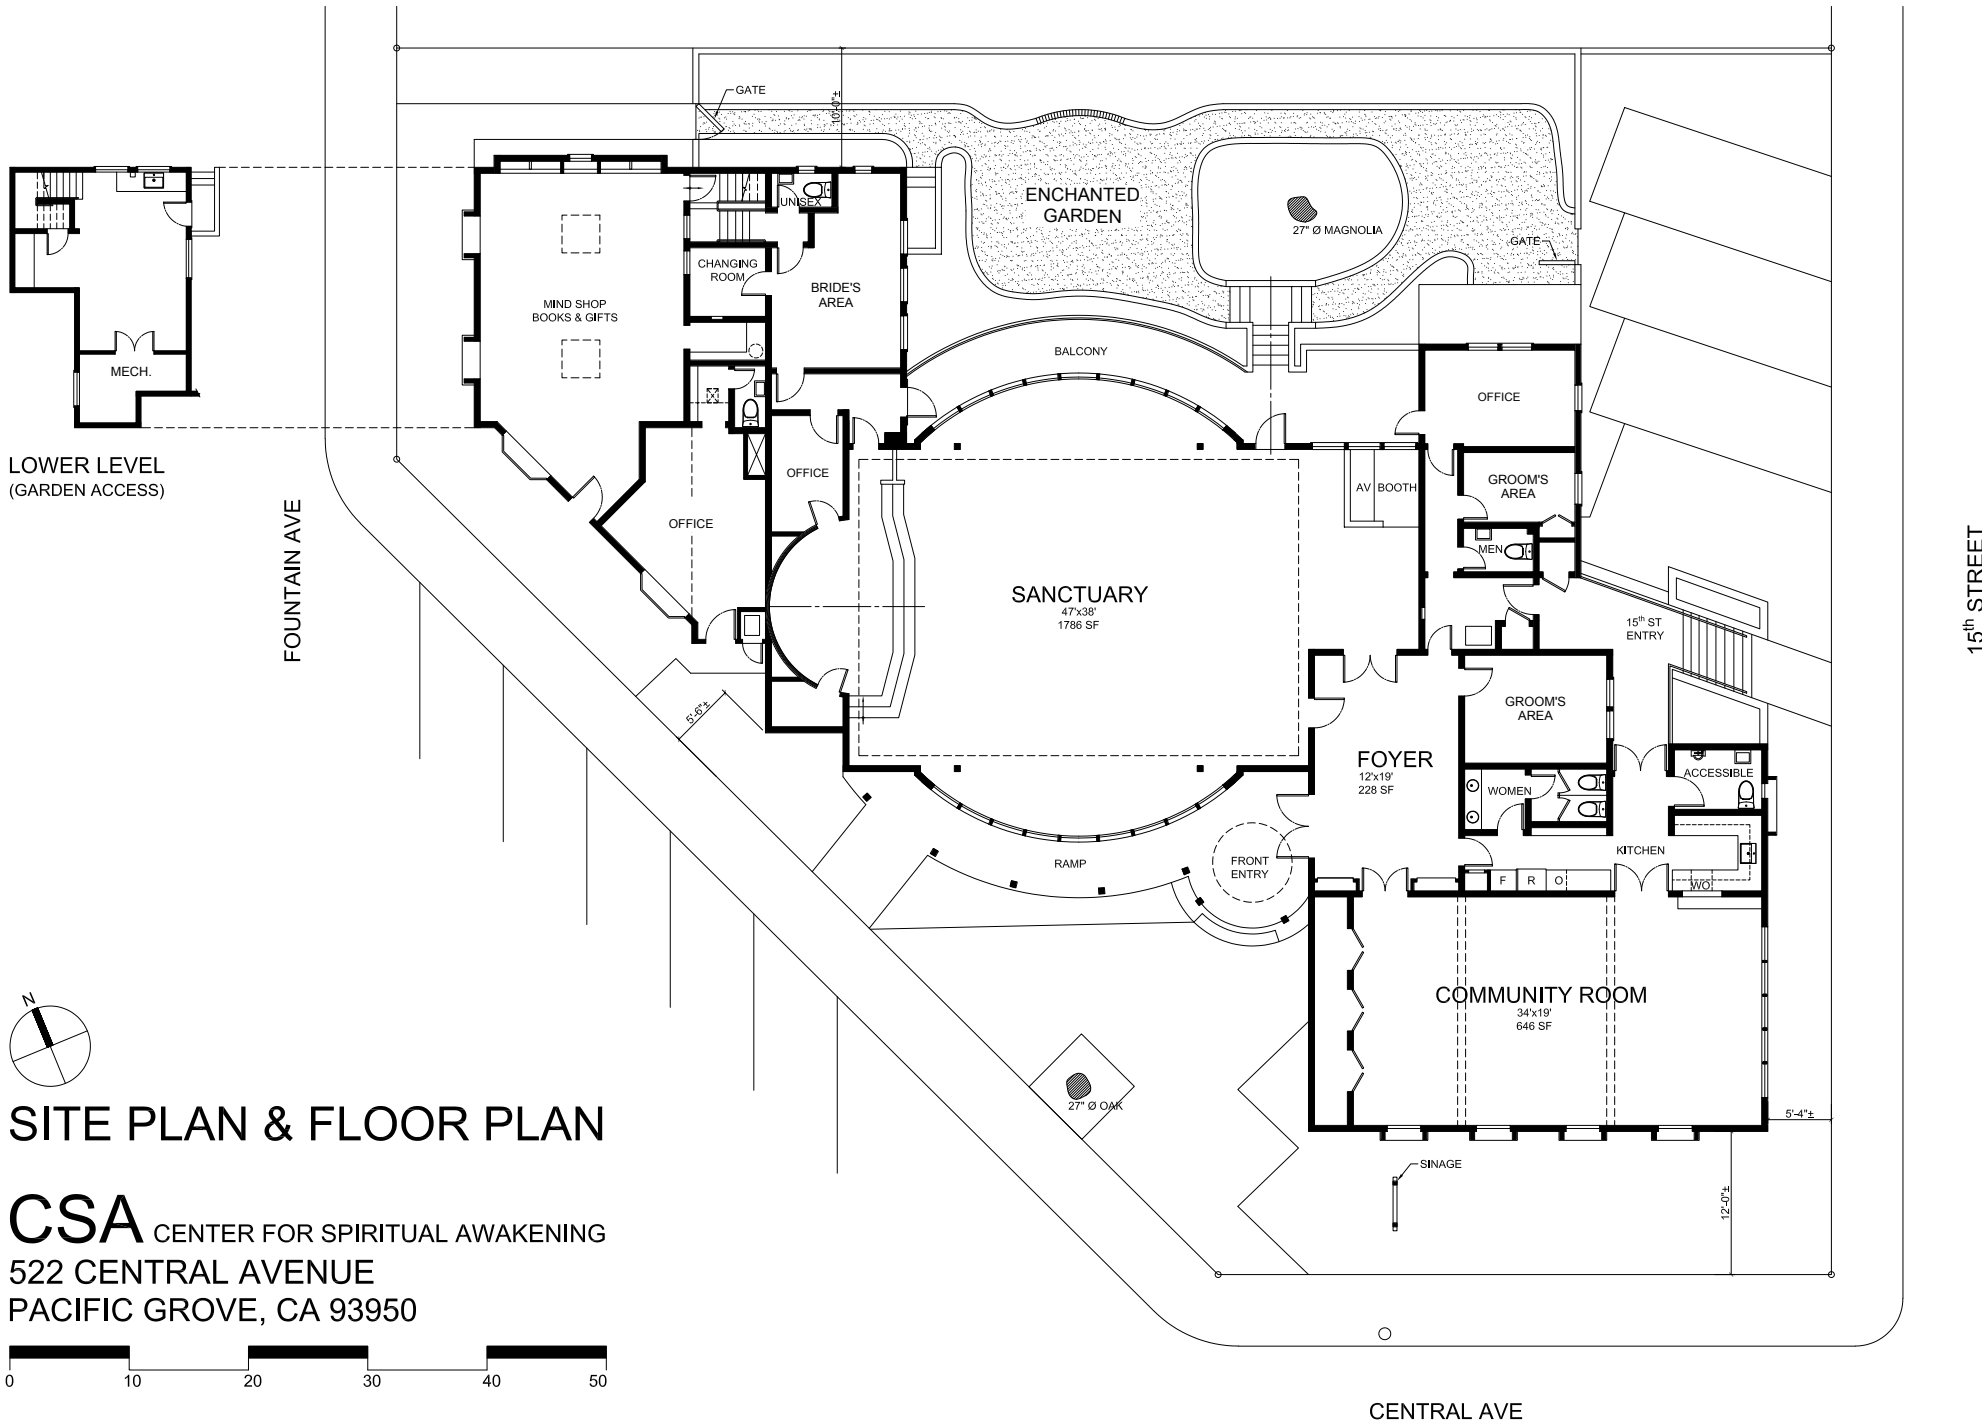 GATE
10'-0"±
ENCHANTED
GARDEN
27" Ø MAGNOLIA
GATE
UNISEX
CHANGING
ROOM
BRIDE'S
AREA
MIND SHOP
BOOKS & GIFTS
BALCONY
MECH.
OFFICE
LOWER LEVEL
(GARDEN ACCESS)
OFFICE
AV BOOTH
GROOM'S
AREA
OFFICE
MEN
FOUNTAIN AVE
15th STREET
SANCTUARY
47'x38'
1786 SF
15th ST
ENTRY
5'-6"±
GROOM'S
AREA
FOYER
12'x19'
228 SF
WOMEN
ACCESSIBLE
RAMP
FRONT
ENTRY
KITCHEN
F R O
WO
COMMUNITY ROOM
34'x19'
646 SF
N
27" Ø OAK
5'-4"±
SINAGE
12'-0"±
SITE PLAN & FLOOR PLAN
CSA CENTER FOR SPIRITUAL AWAKENING
522 CENTRAL AVENUE
PACIFIC GROVE, CA 93950
0 10 20 30 40 50
CENTRAL AVE